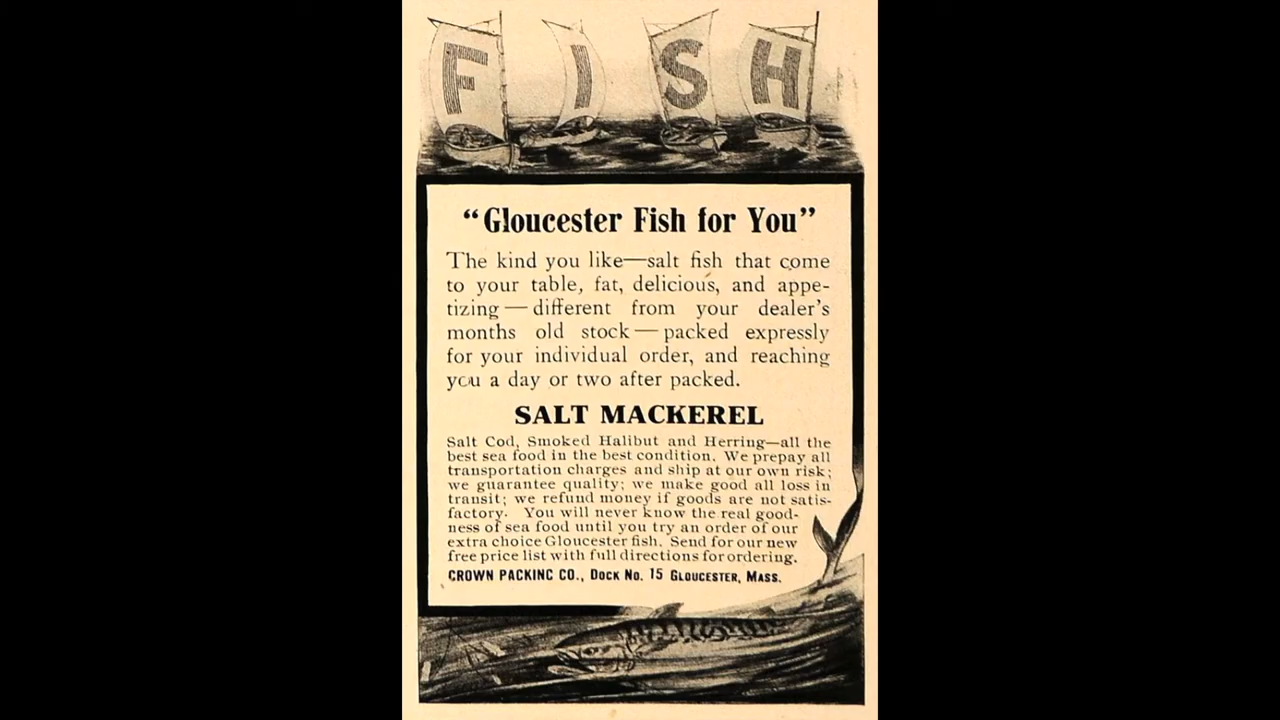 FISH
“Gloucester Fish for You”
The kind you like—salt fish that come
to your table, fat, delicious, and appe-
tizing — different from your dealer's
months old stock — packed expressly
for your individual order, and reaching
you a day or two after packed.
SALT MACKEREL
Salt Cod, Smoked Halibut and Herring—all the
best sea food in the best condition. We prepay all
transportation charges and ship at our own risk;
we guarantee quality; we make good all loss in
transit; we refund money if goods are not satis-
factory. You will never know the real good-
ness of sea food until you try an order of our
extra choice Gloucester fish. Send for our new
free price list with full directions for ordering.
CROWN PACKING CO., Dock No. 15 Gloucester, Mass.